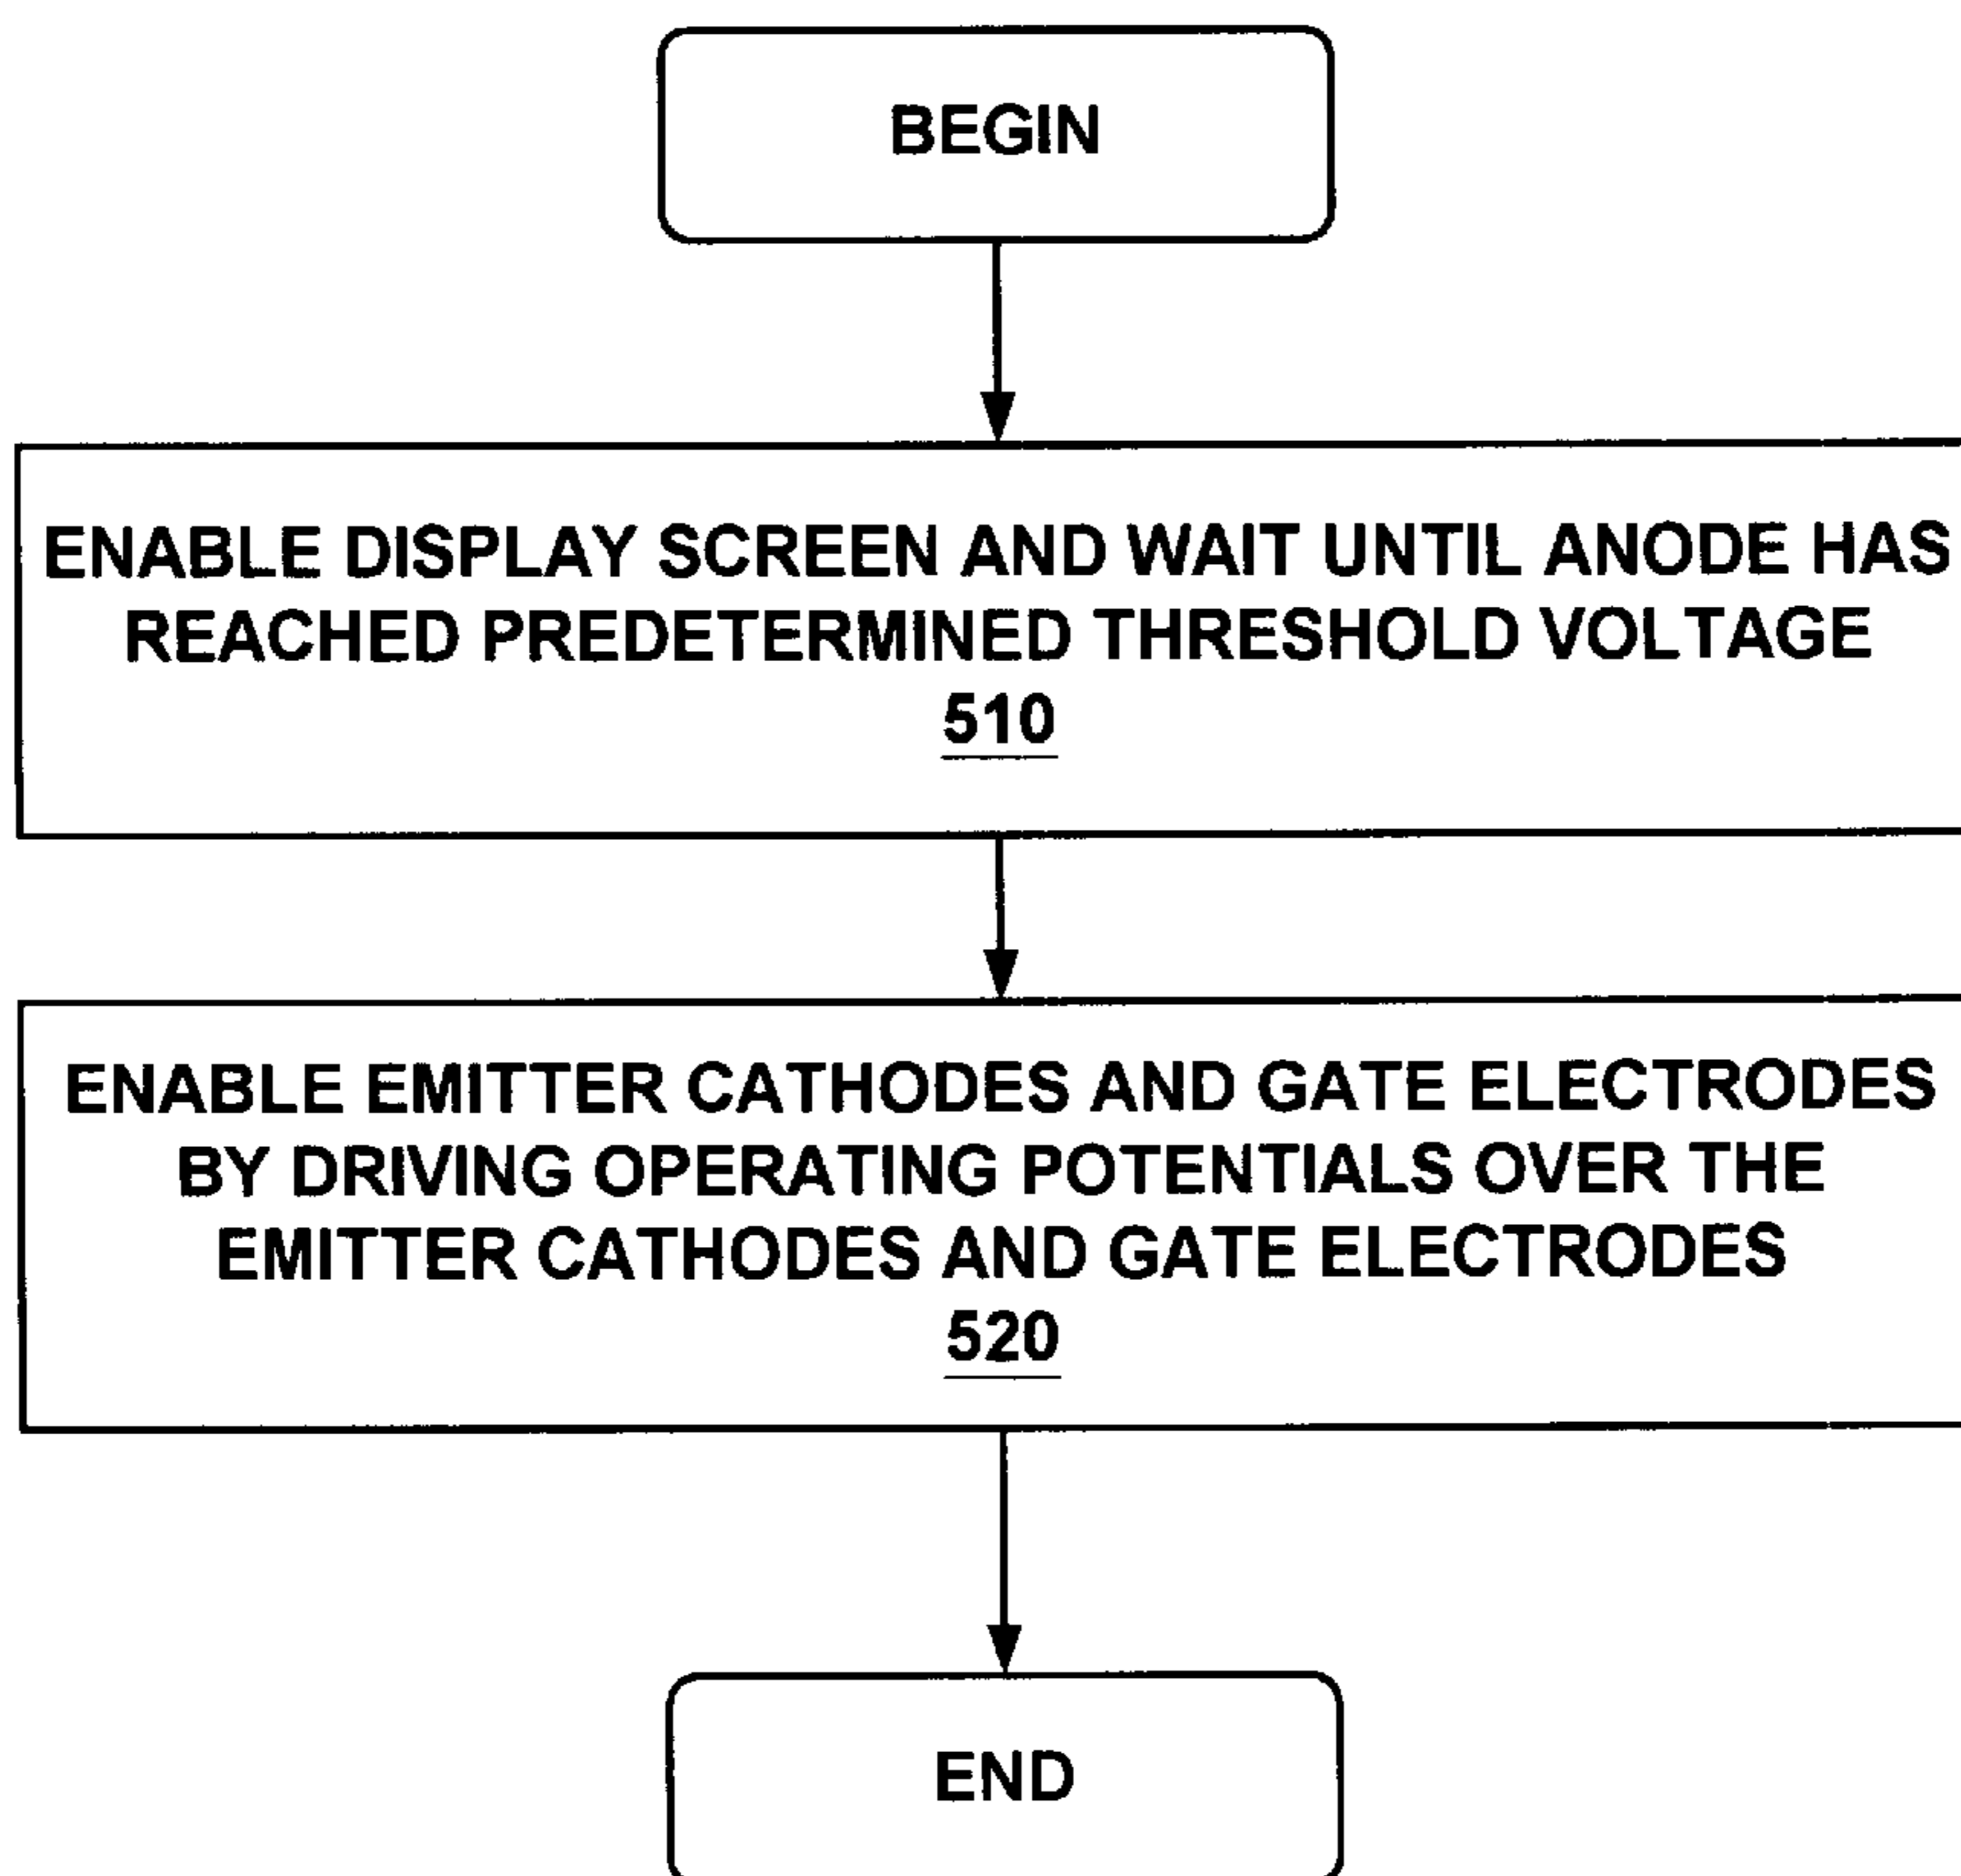 BEGIN
ENABLE DISPLAY SCREEN AND WAIT UNTIL ANODE HAS
REACHED PREDETERMINED THRESHOLD VOLTAGE
510
ENABLE EMITTER CATHODES AND GATE ELECTRODES
BY DRIVING OPERATING POTENTIALS OVER THE
EMITTER CATHODES AND GATE ELECTRODES
520
END